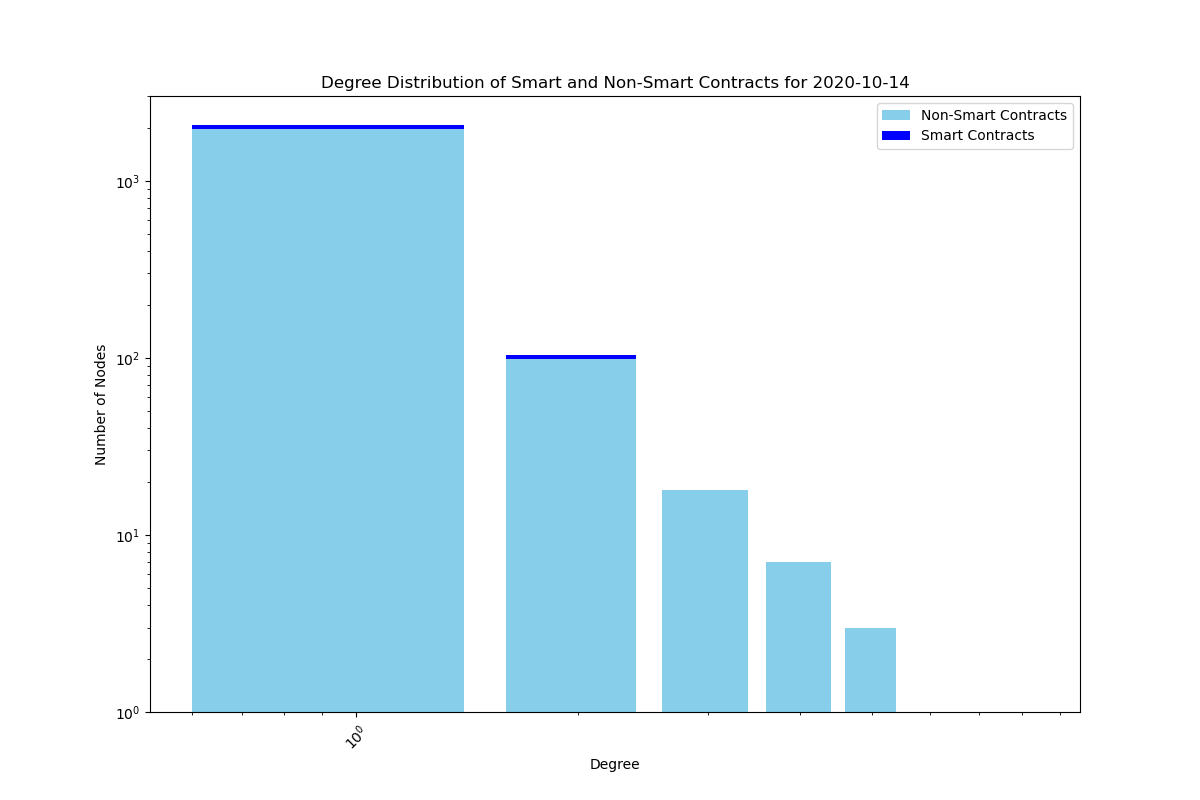 Degree Distribution of Smart and Non-Smart Contracts for 2020-10-14
Non-Smart Contracts
Smart Contracts
10³
10²
10¹
10⁰
Number of Nodes
10⁰
Degree